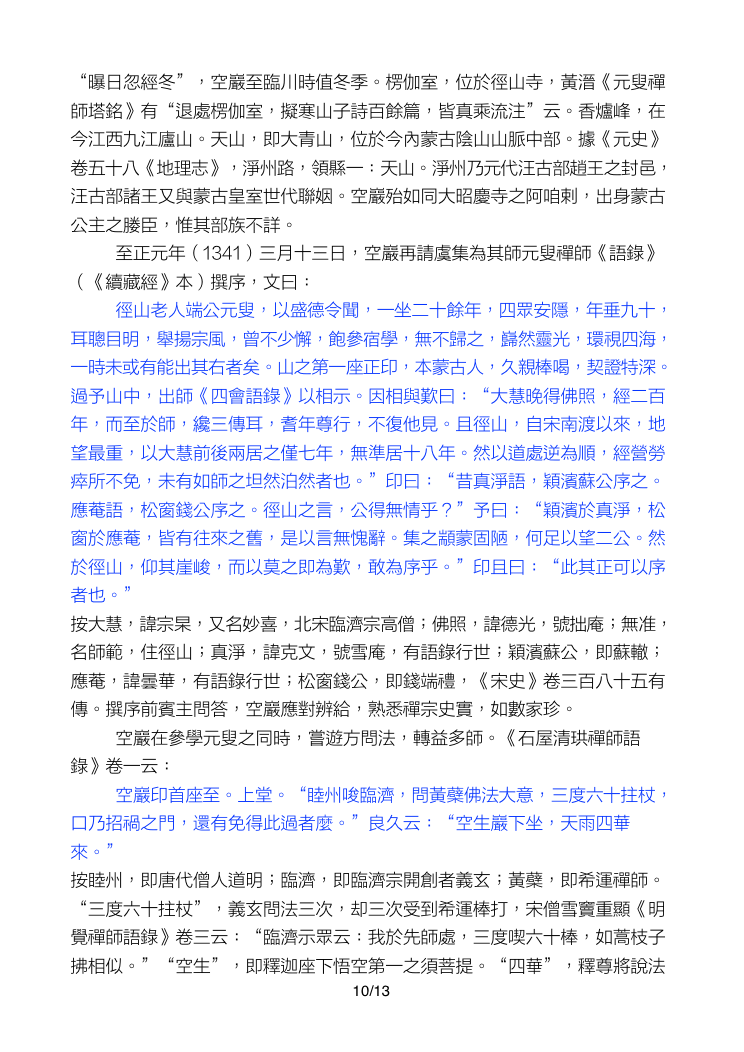 “曝日忽經冬”，空巖至臨川時值冬季。楞伽室，位於徑山寺，黃溍《元叟禪
師塔銘》有“退處楞伽室，擬寒山子詩百餘篇，皆真乘流注”云。香爐峰，在
今江西九江廬山。天山，即大青山，位於今內蒙古陰山山脈中部。據《元史》
卷五十八《地理志》，淨州路，領縣一：天山。淨州乃元代汪古部趙王之封邑，
汪古部諸王又與蒙古皇室世代聯姻。空巖殆如同大昭慶寺之阿咱剌，出身蒙古
公主之媵臣，惟其部族不詳。
至正元年（1341）三月十三日，空巖再請虞集為其師元叟禪師《語錄》
（《續藏經》本）撰序，文曰：
徑山老人端公元叟，以盛德令聞，一坐二十餘年，四眾安隱，年垂九十，
耳聰目明，舉揚宗風，曾不少懈，飽參宿學，無不歸之，巋然靈光，環視四海，
一時未或有能出其右者矣。山之第一座正印，本蒙古人，久親棒喝，契證特深。
過予山中，出師《四會語錄》以相示。因相與歎曰：“大慧晚得佛照，經二百
年，而至於師，纔三傳耳，耆年尊行，不復他見。且徑山，自宋南渡以來，地
望最重，以大慧前後兩居之僅七年，無準居十八年。然以道處逆為順，經營勞
瘁所不免，未有如師之坦然泊然者也。”印曰：“昔真淨語，穎濱蘇公序之。
應菴語，松窗錢公序之。徑山之言，公得無情乎？”予曰：“穎濱於真淨，松
窗於應菴，皆有往來之舊，是以言無愧辭。集之顓蒙固陋，何足以望二公。然
於徑山，仰其崖峻，而以莫之即為歉，敢為序乎。”印且曰：“此其正可以序
者也。”
按大慧，諱宗杲，又名妙喜，北宋臨濟宗高僧；佛照，諱德光，號拙庵；無准，
名師範，住徑山；真淨，諱克文，號雪庵，有語錄行世；穎濱蘇公，即蘇轍；
應菴，諱曇華，有語錄行世；松窗錢公，即錢端禮，《宋史》卷三百八十五有
傳。撰序前賓主問答，空巖應對辨給，熟悉禪宗史實，如數家珍。
空巖在參學元叟之同時，嘗遊方問法，轉益多師。《石屋清珙禪師語
錄》卷一云：
空巖印首座至。上堂。“睦州唆臨濟，問黃蘗佛法大意，三度六十拄杖，
口乃招禍之門，還有免得此過者麼。”良久云：“空生巖下坐，天雨四華
來。”
按睦州，即唐代僧人道明；臨濟，即臨濟宗開創者義玄；黃蘗，即希運禪師。
“三度六十拄杖”，義玄問法三次，却三次受到希運棒打，宋僧雪竇重顯《明
覺禪師語錄》卷三云：“臨濟示眾云：我於先師處，三度喫六十棒，如蒿枝子
拂相似。”“空生”，即釋迦座下悟空第一之須菩提。“四華”，釋尊將說法
10/13